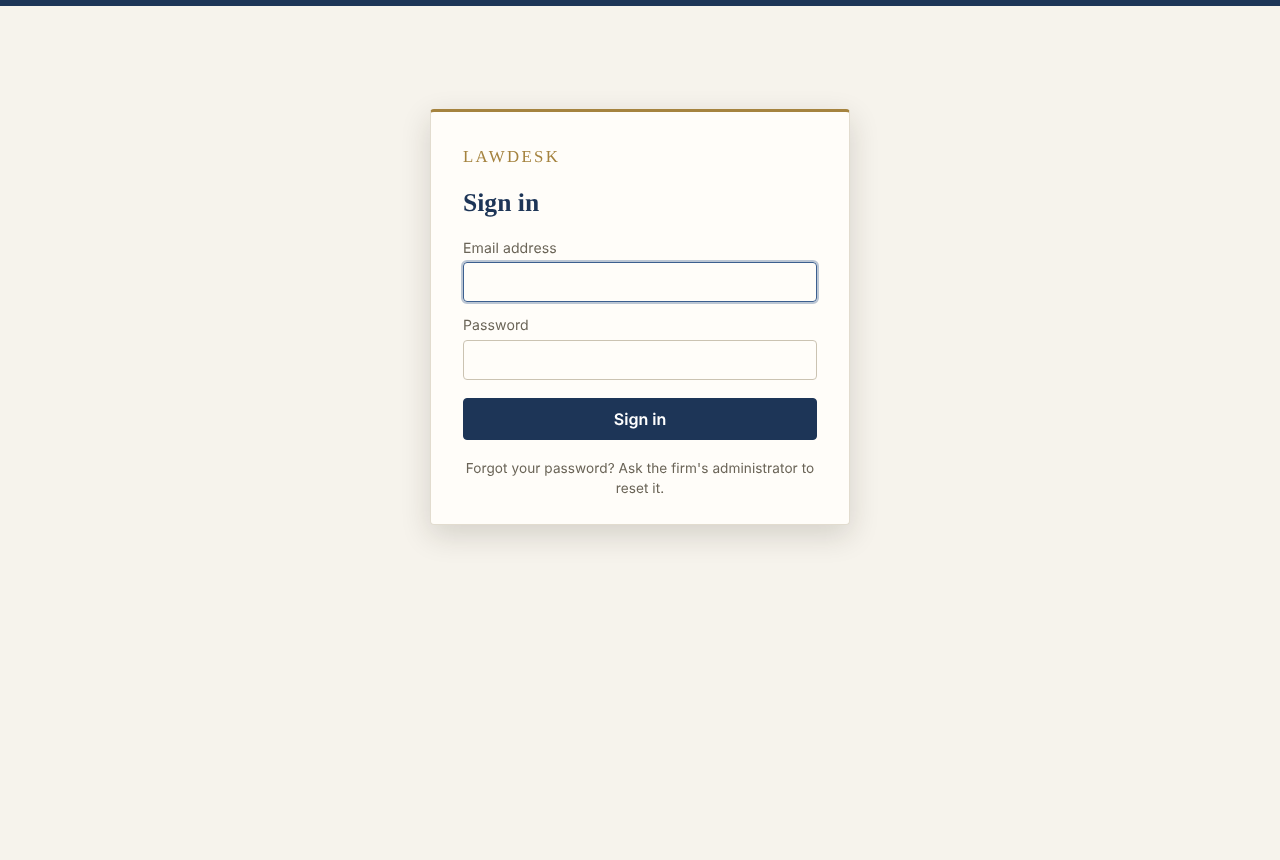 LAWDESK
Sign in
Email address
Password
Sign in
Forgot your password? Ask the firm's administrator to
reset it.